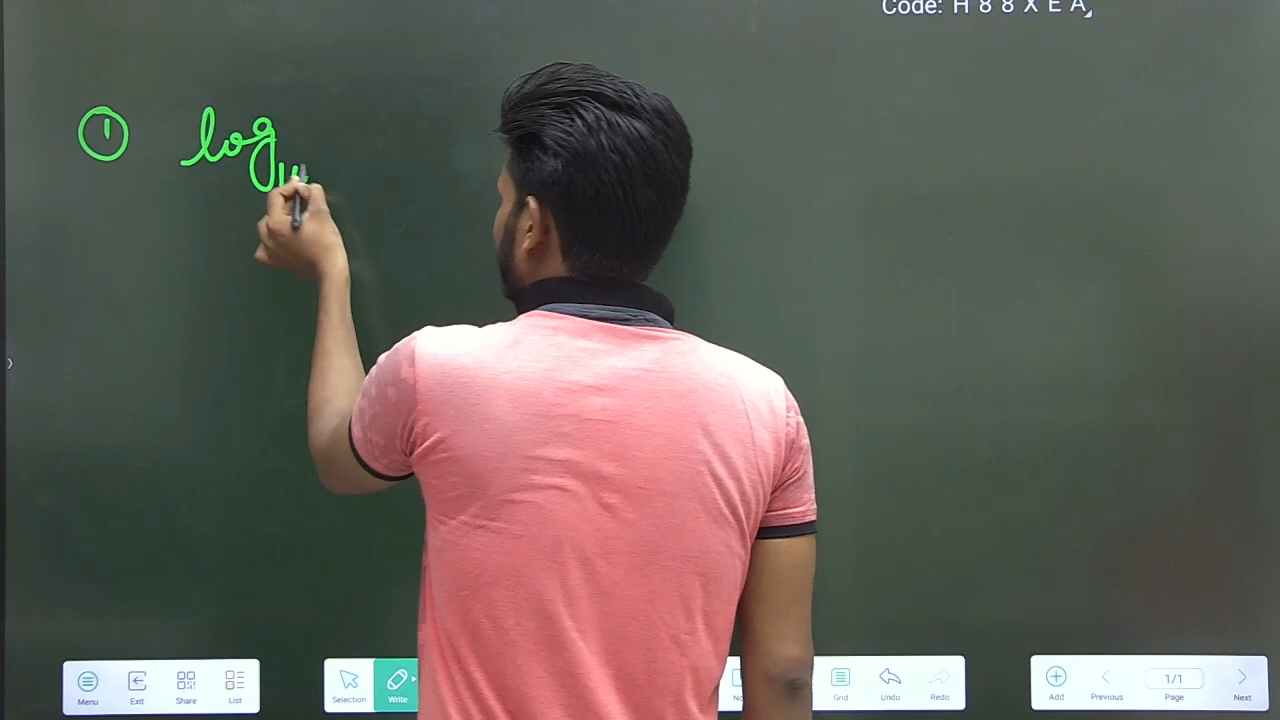 Code: H 8 8 X E A
① log
Menu
Exit
Share
List
Selection
Write
Grid
Undo
Redo
Add
Previous
1/1
Page
Next